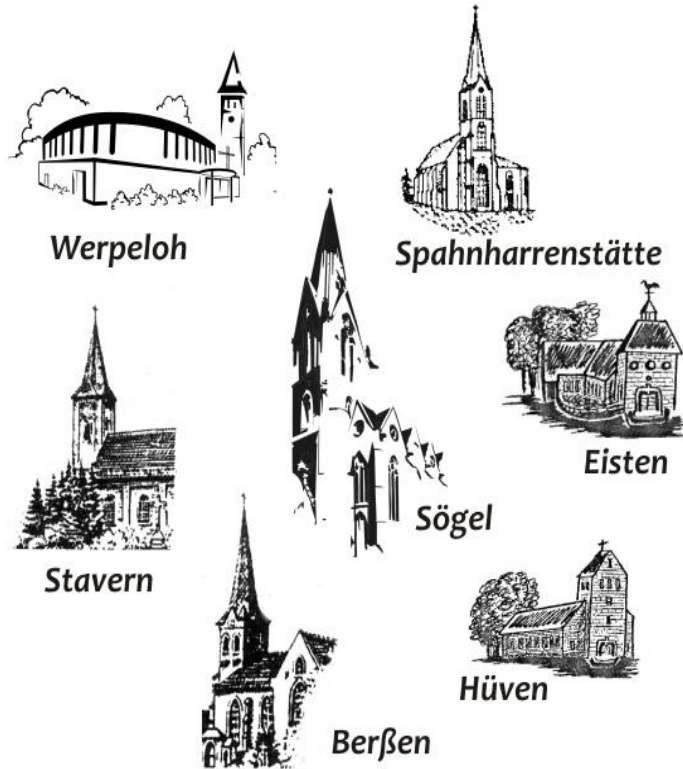 Werpeloh
Spahnharrenstätte
Eisten
Sögel
Stavern
Hüven
Berßen